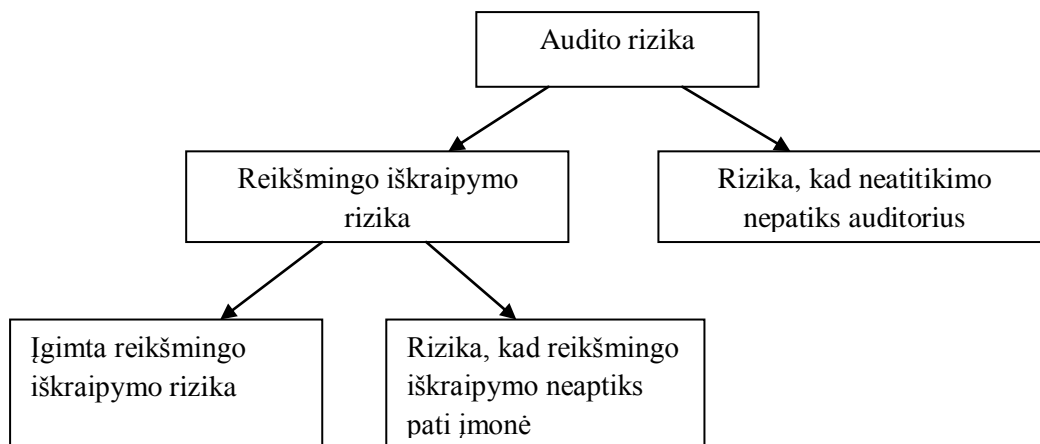 Audito rizika
Reikšmingo iškraipymo
rizika
Rizika, kad neatitikimo
nepatiks auditorius
Įgimta reikšmingo
iškraipymo rizika
Rizika, kad reikšmingo
iškraipymo neaptiks
pati įmonė